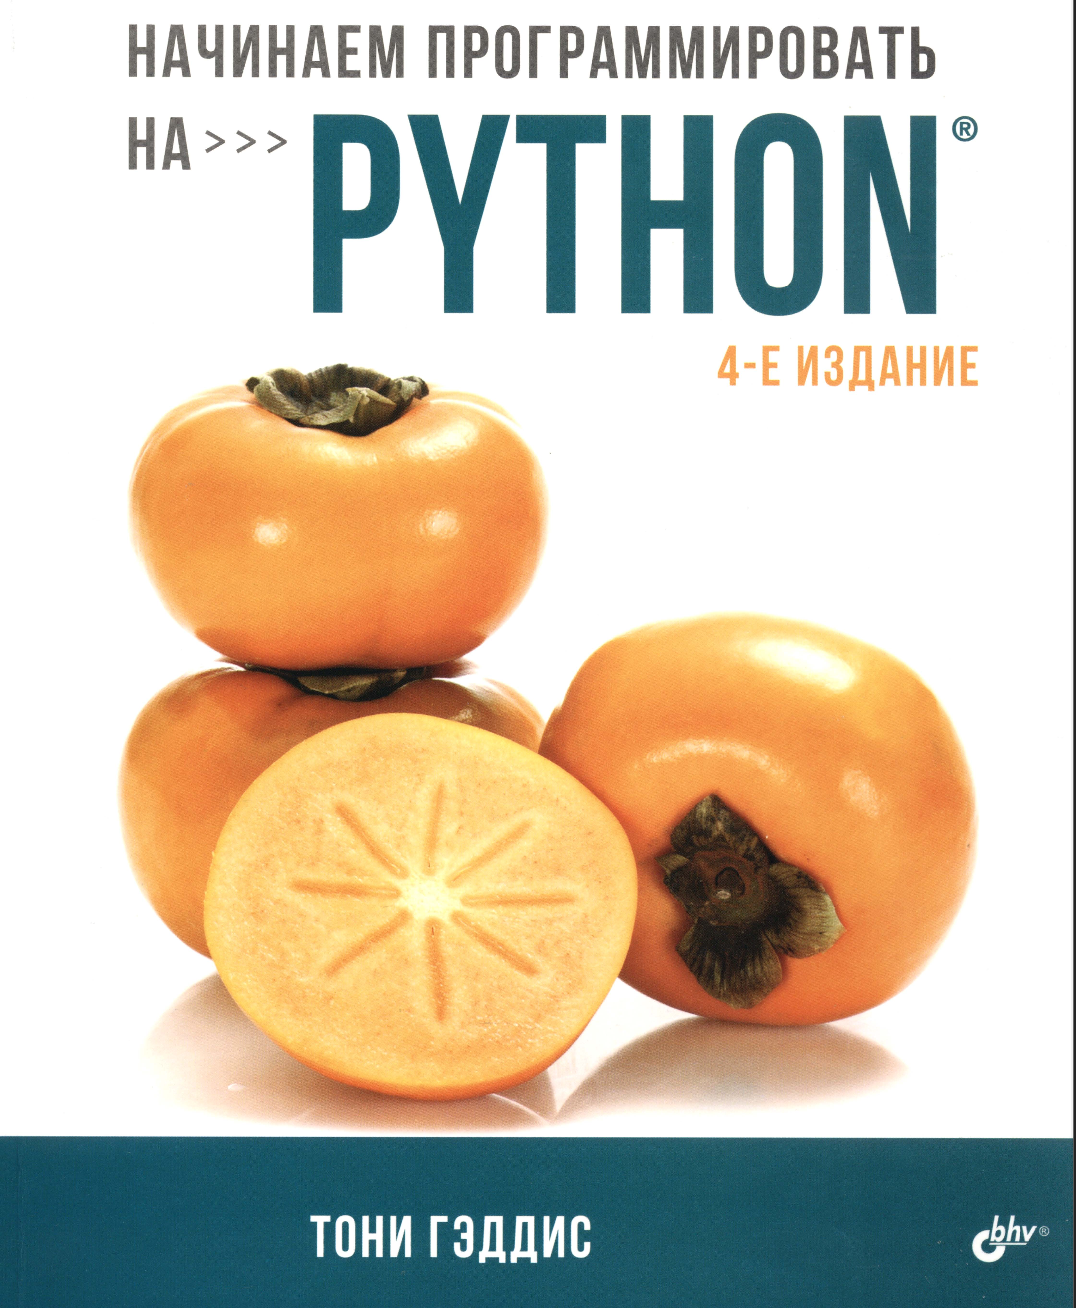 НАЧИНАЕМ ПРОГРАММИРОВАТЬ
НА >>> PYTHON®
4-Е ИЗДАНИЕ
ТОНИ ГЭДДИС
bhv®